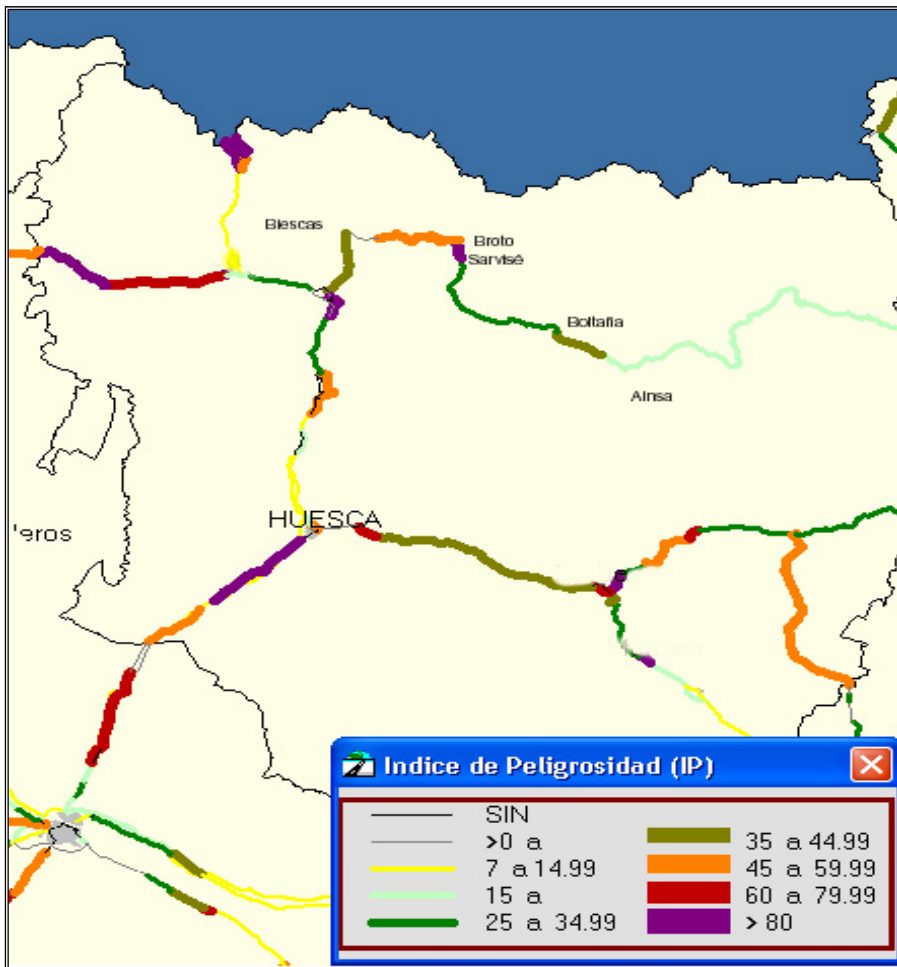 Biescas
Broto
Sarvisé
Boltaña
Ainsa
HUESCA
'eros
Indice de Peligrosidad (IP)
SIN
>0 a
7 a 14.99
15 a
25 a 34.99
35 a 44.99
45 a 59.99
60 a 79.99
> 80